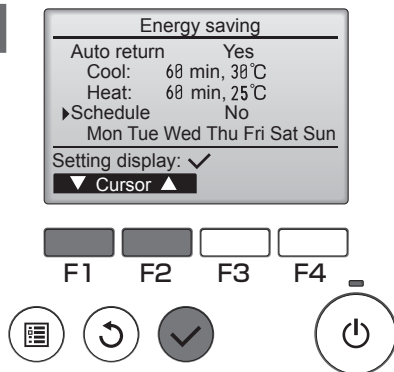 Energy saving
Auto return Yes
Cool: 60 min, 30°C
Heat: 60 min, 25°C
▶Schedule No
Mon Tue Wed Thu Fri Sat Sun
Setting display: ✓
▼ Cursor ▲
F1 F2 F3 F4